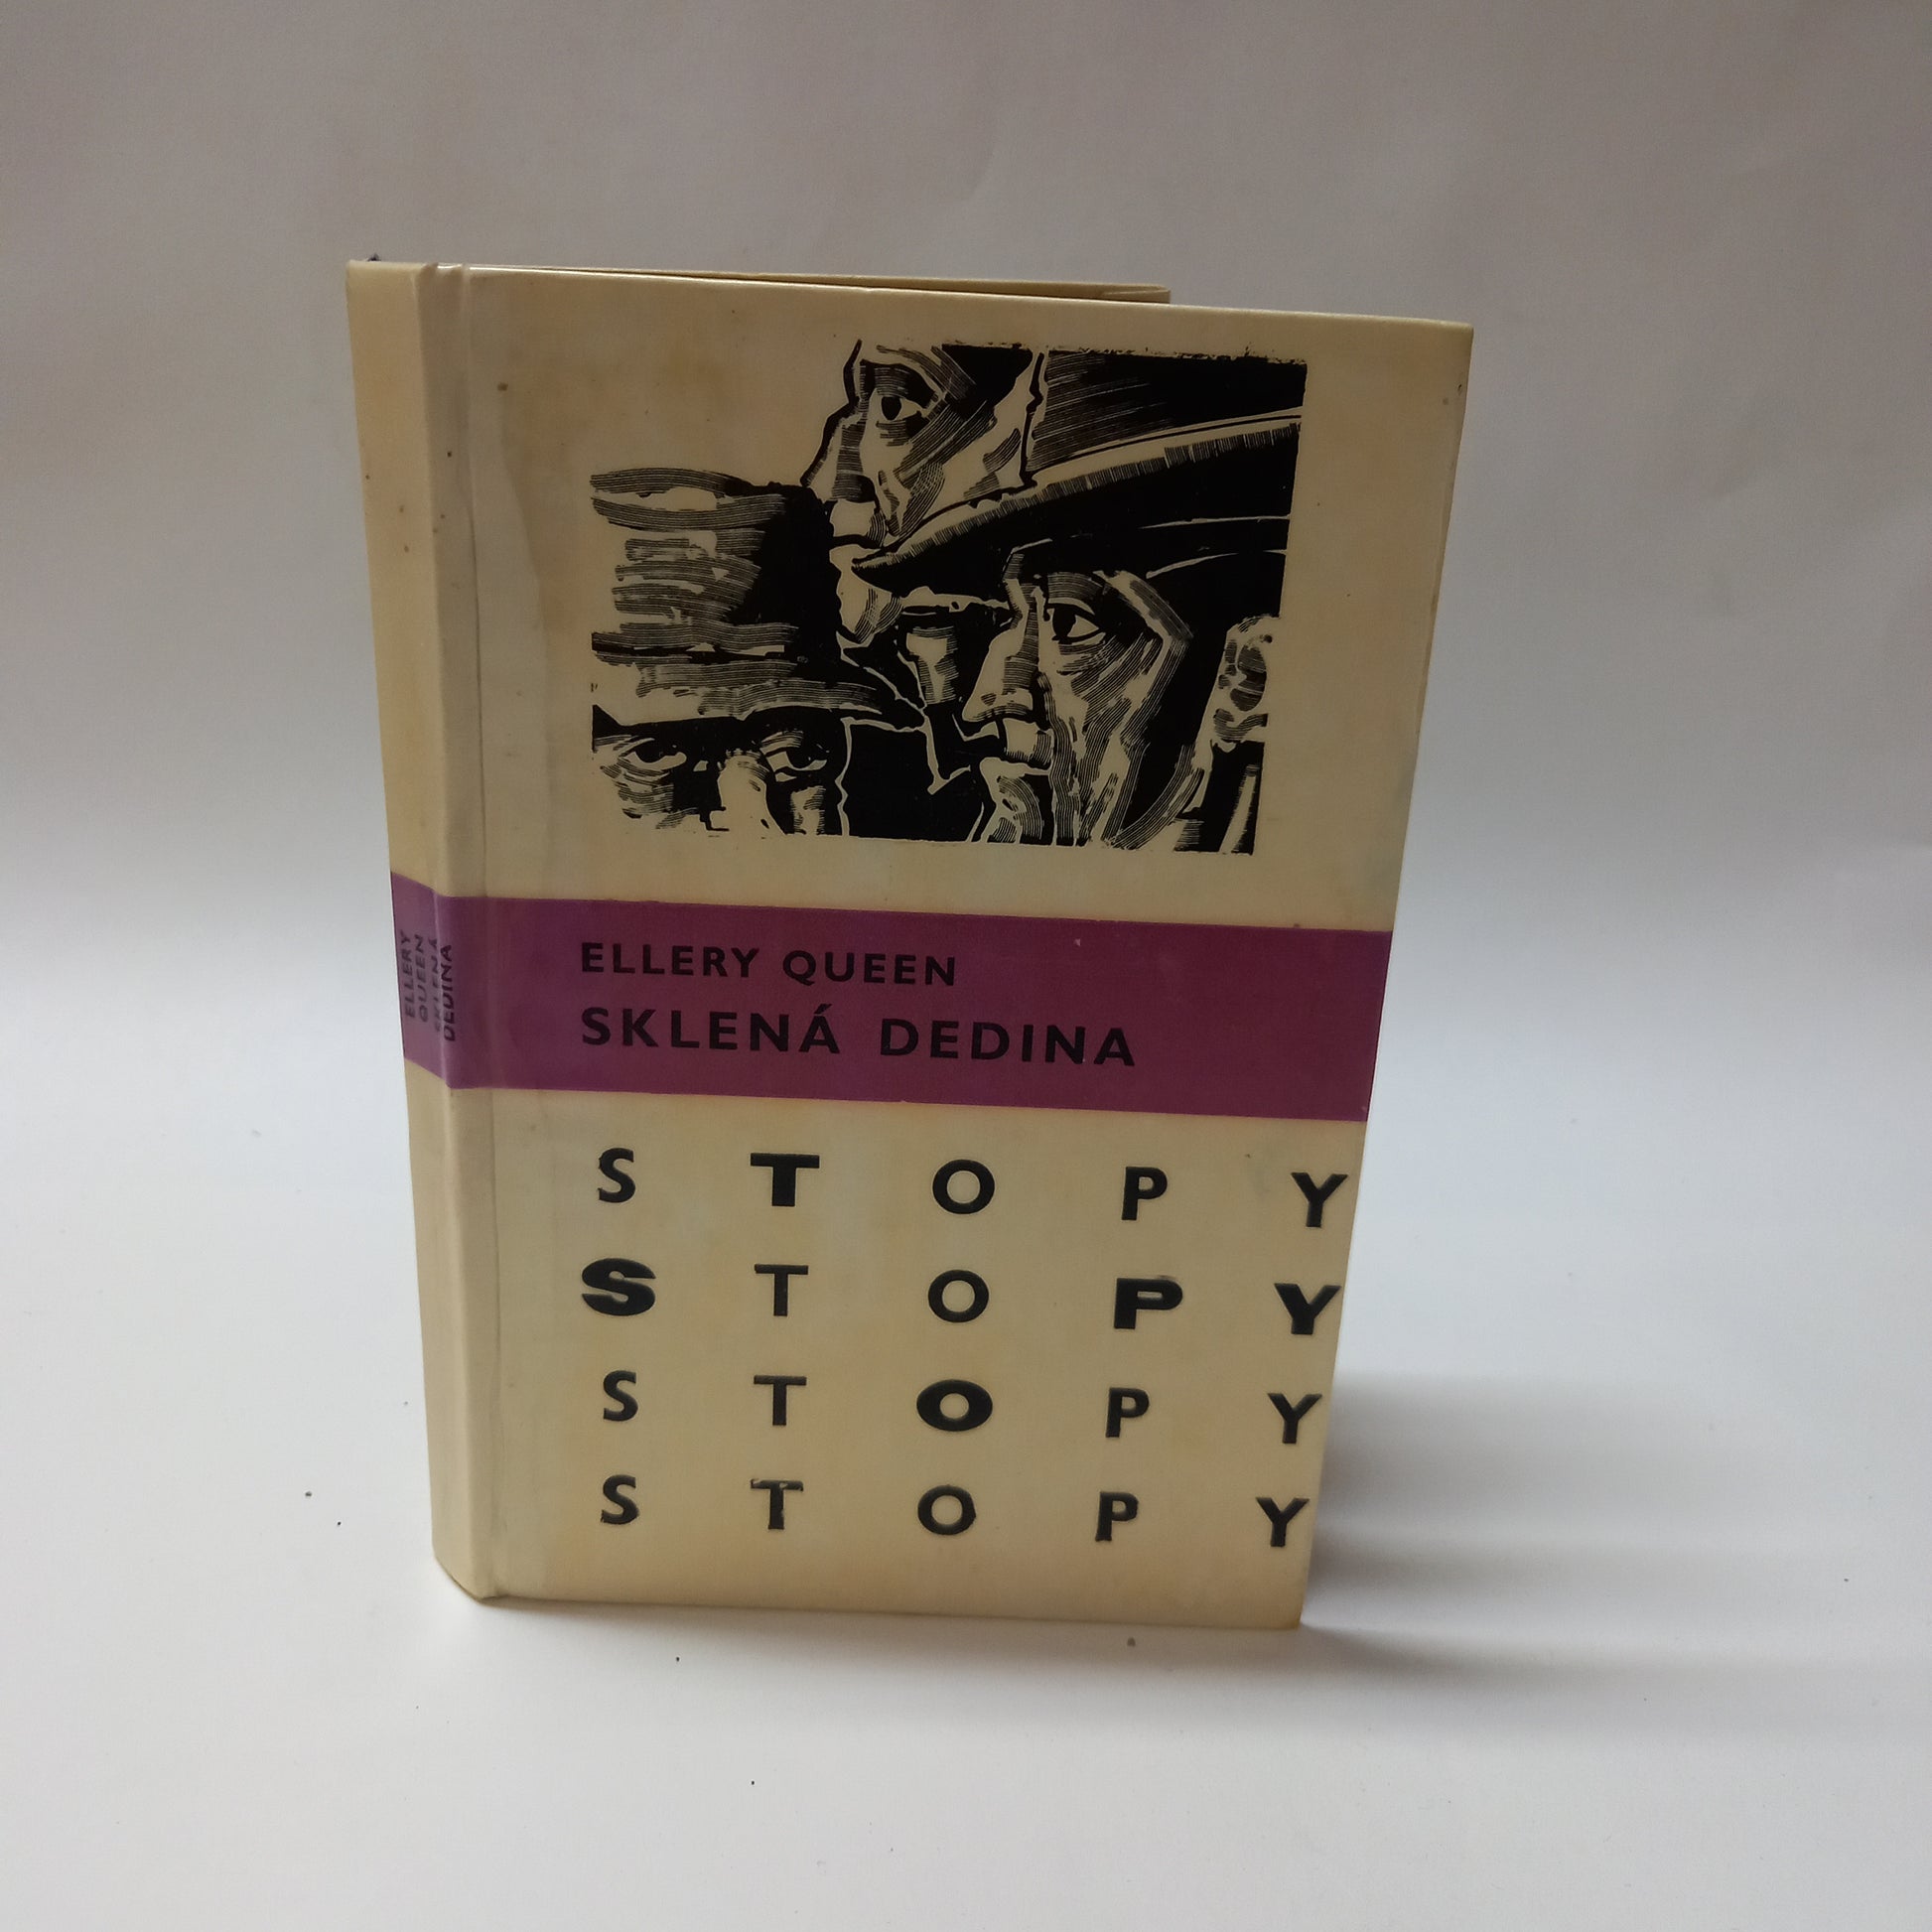 ELLERY
QUEEN
SKLENÁ
DEDINA
ELLERY QUEEN
SKLENÁ DEDINA
S T O P Y
S T O P Y
S T O P Y
S T O P Y